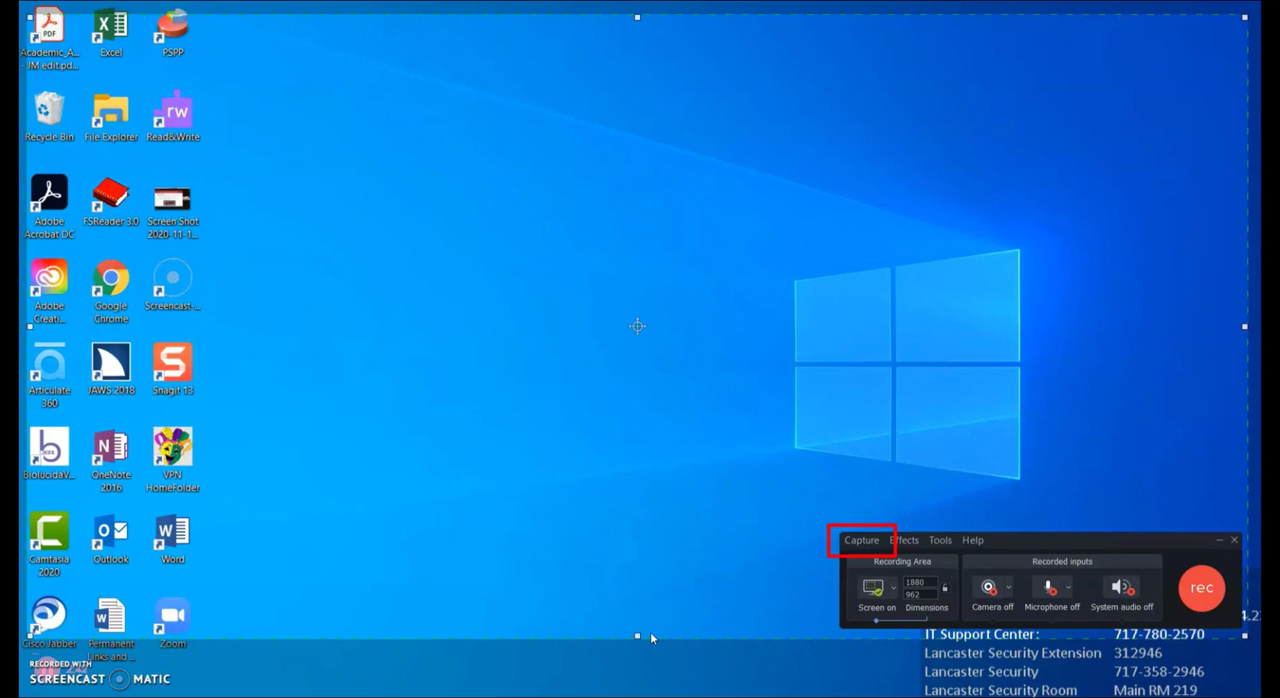 Academic_A...
- JM edit.pd...
Excel
PSPP
Recycle Bin
File Explorer
Read&Write
Adobe
Acrobat DC
FSReader 3.0
Screen Shot
2020-11-1...
Adobe
Creati...
Google
Chrome
Screencast-...
Articulate
360
JAWS 2018
Snagit 13
BiolucidaV...
OneNote
2016
VPN
HomeFolder
Camtasia
2020
Outlook
Word
Cisco Jabber
Permanent
Links and ...
Zoom
RECORDED WITH
SCREENCAST MATIC
Capture Effects Tools Help
Recording Area
Recorded inputs
1880
962
Screen on
Dimensions
Camera off
Microphone off
System audio off
rec
IT Support Center: 717-780-2570
Lancaster Security Extension 312946
Lancaster Security 717-358-2946
Lancaster Security Room Main RM 219